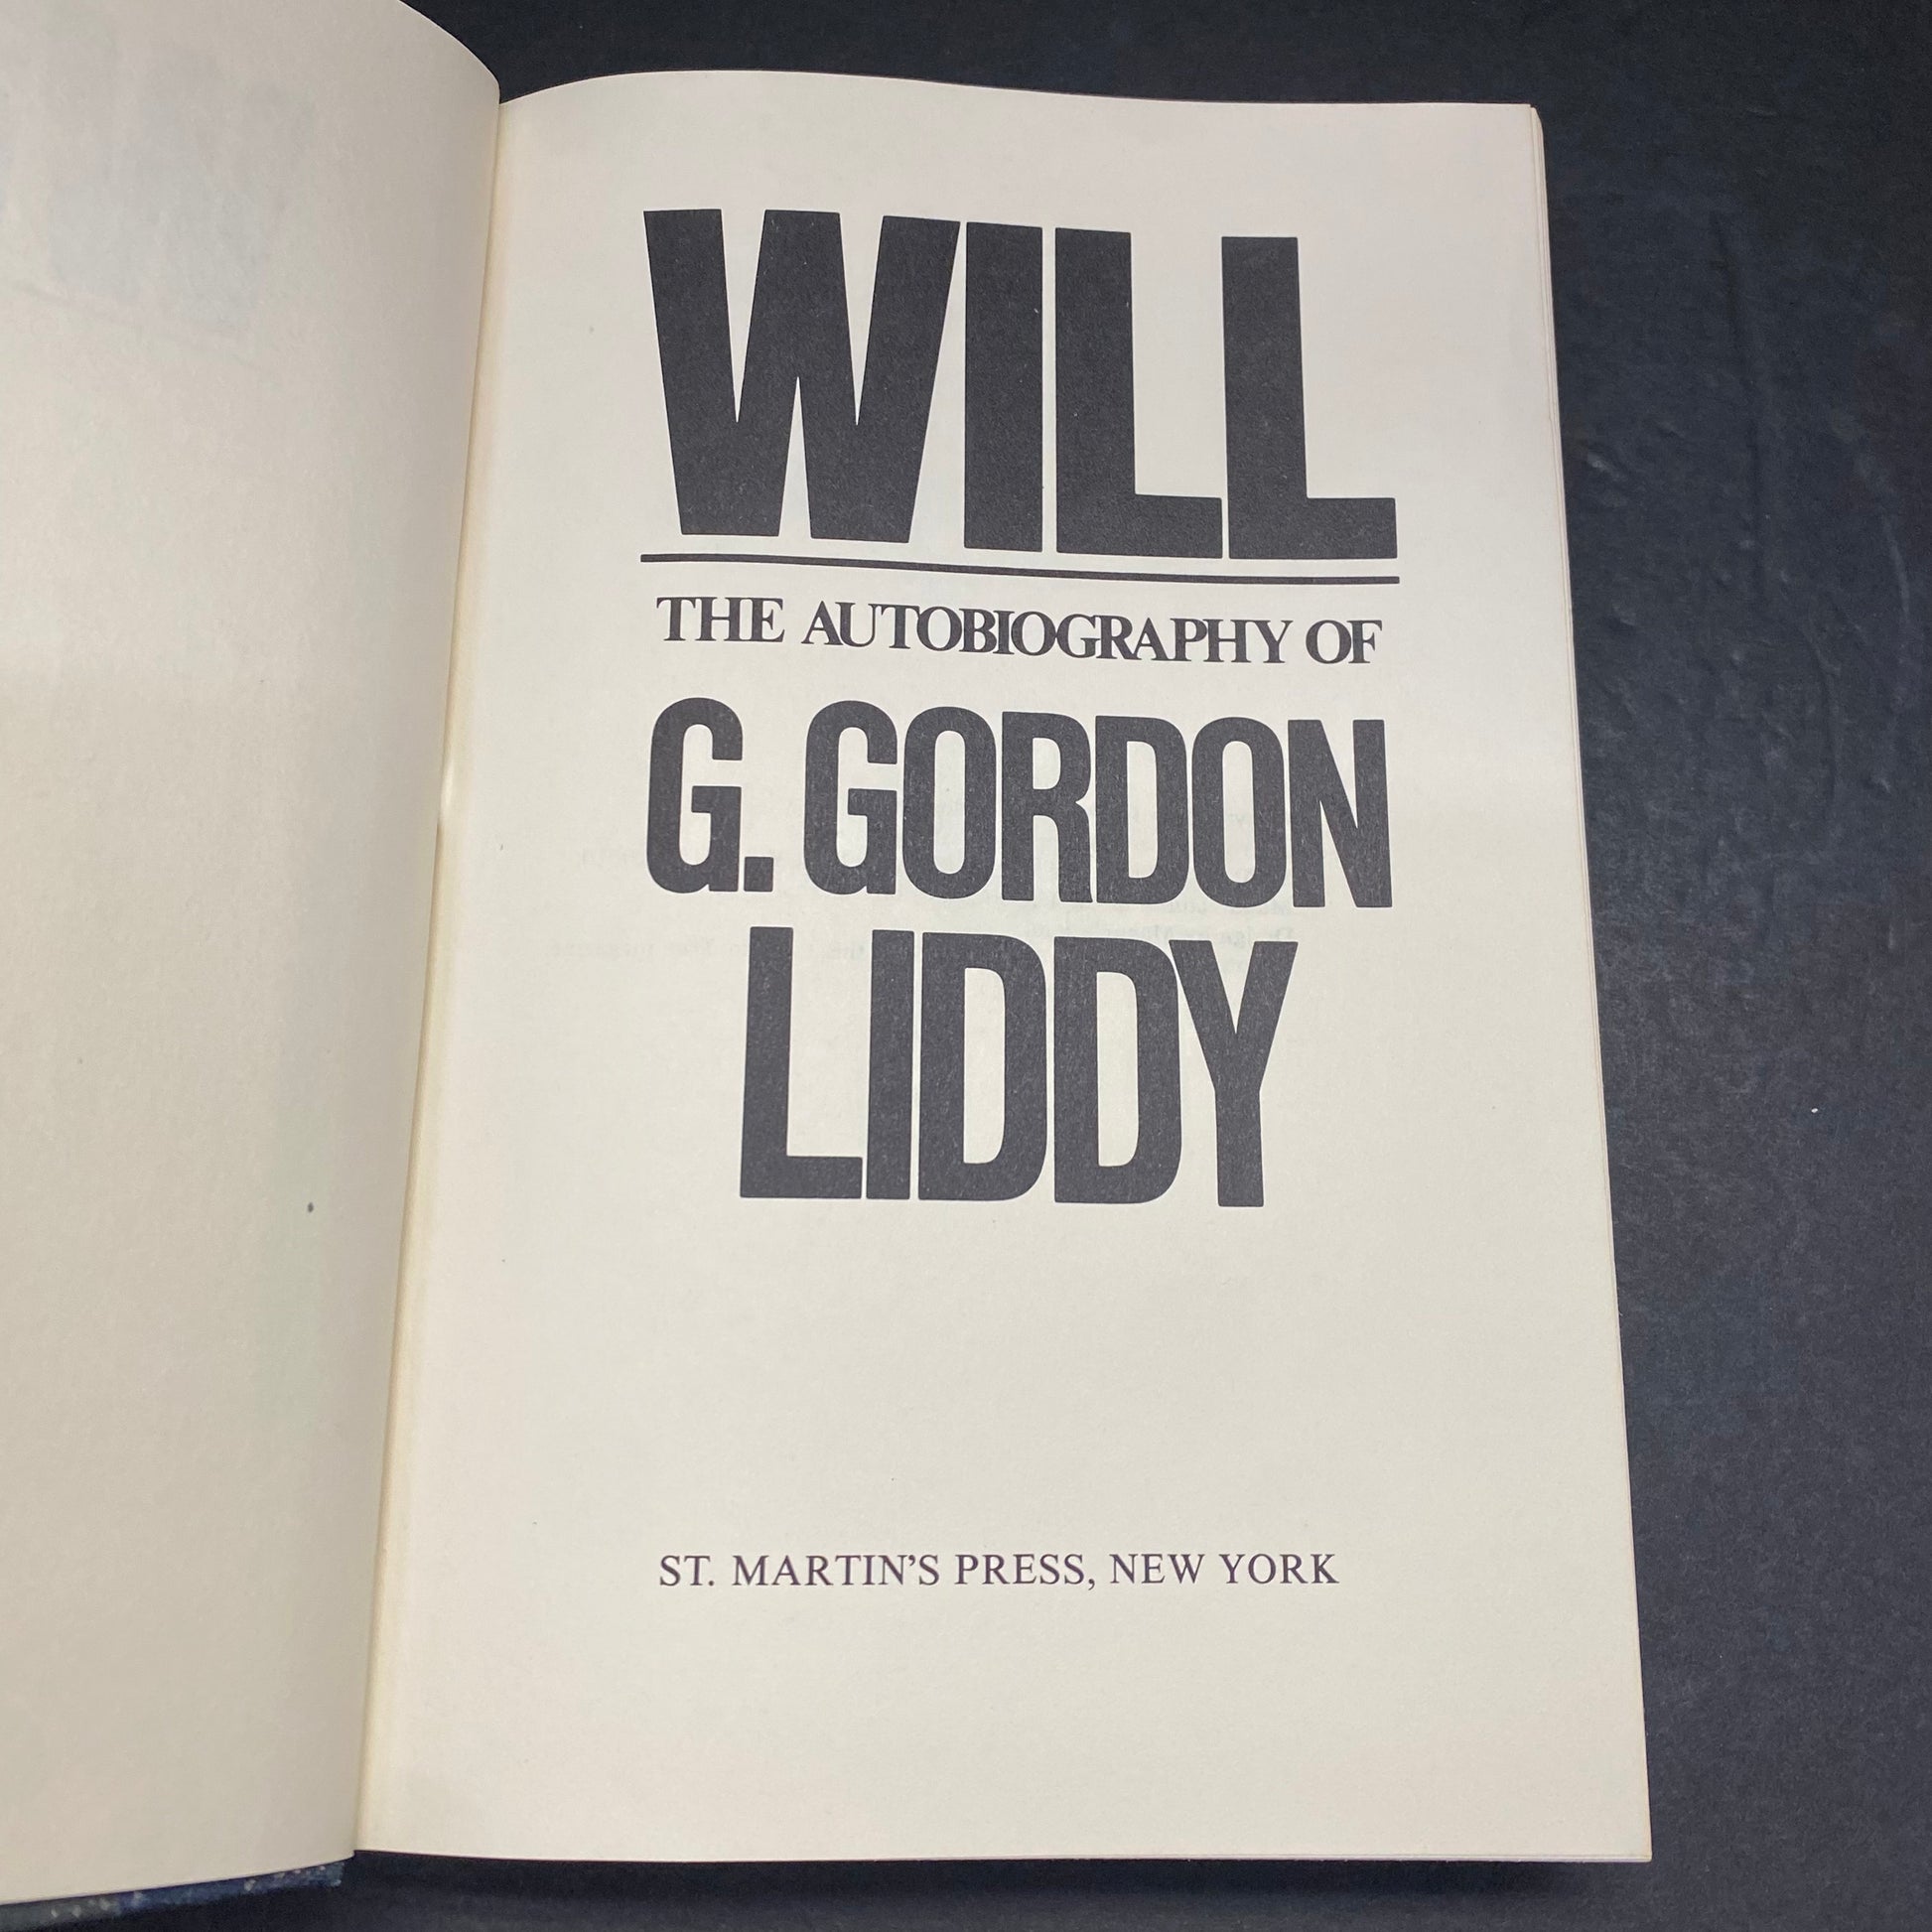 WILL
THE AUTOBIOGRAPHY OF
G. GORDON
LIDDY
ST. MARTIN'S PRESS, NEW YORK